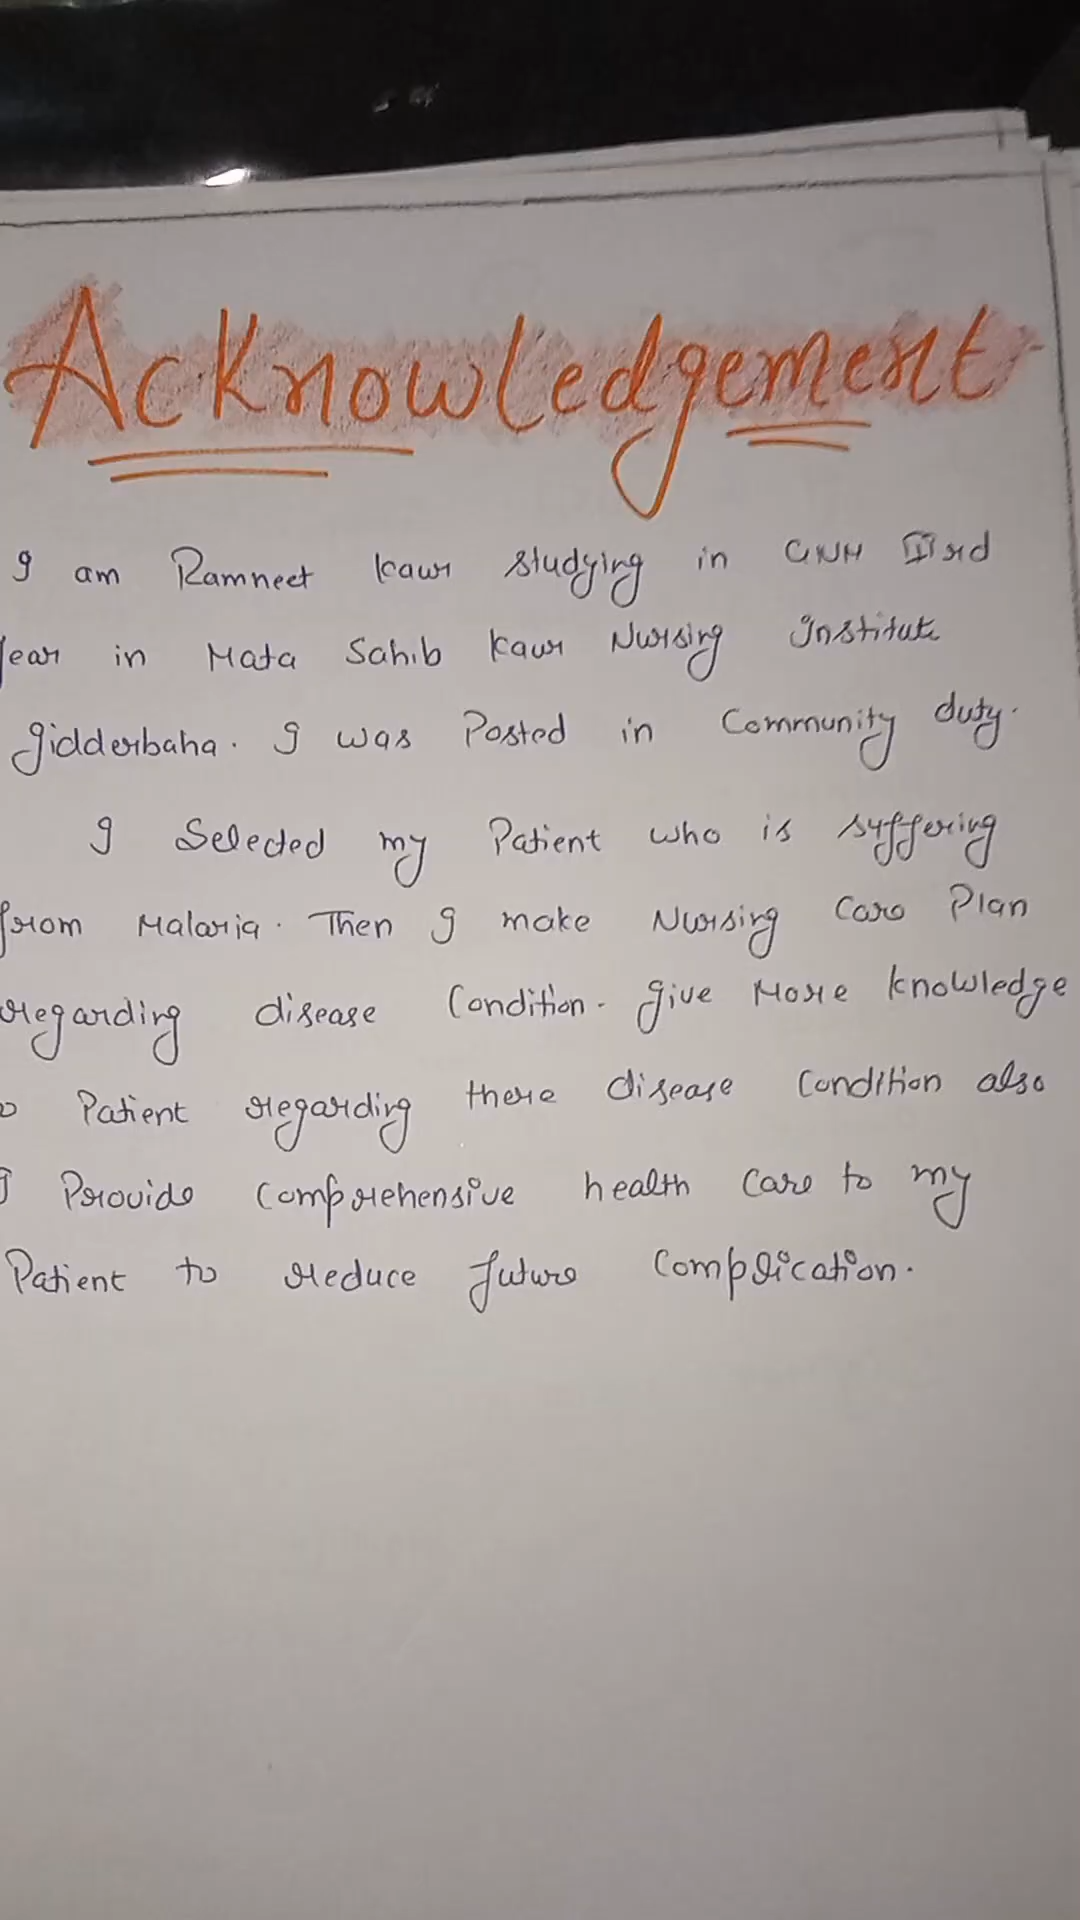 Acknowledgement
I am Ramneet Kaur studying in GNM IIIrd
year in Mata Sahib Kaur Nursing Institute
gidderbaha. I was Posted in Community duty.
I Selected my Patient who is suffering
from Malaria. Then I make Nursing Care Plan
regarding disease Condition. give More knowledge
to Patient regarding there disease Condition also
I Provide Comprehensive health Care to my
Patient to reduce future Complication.